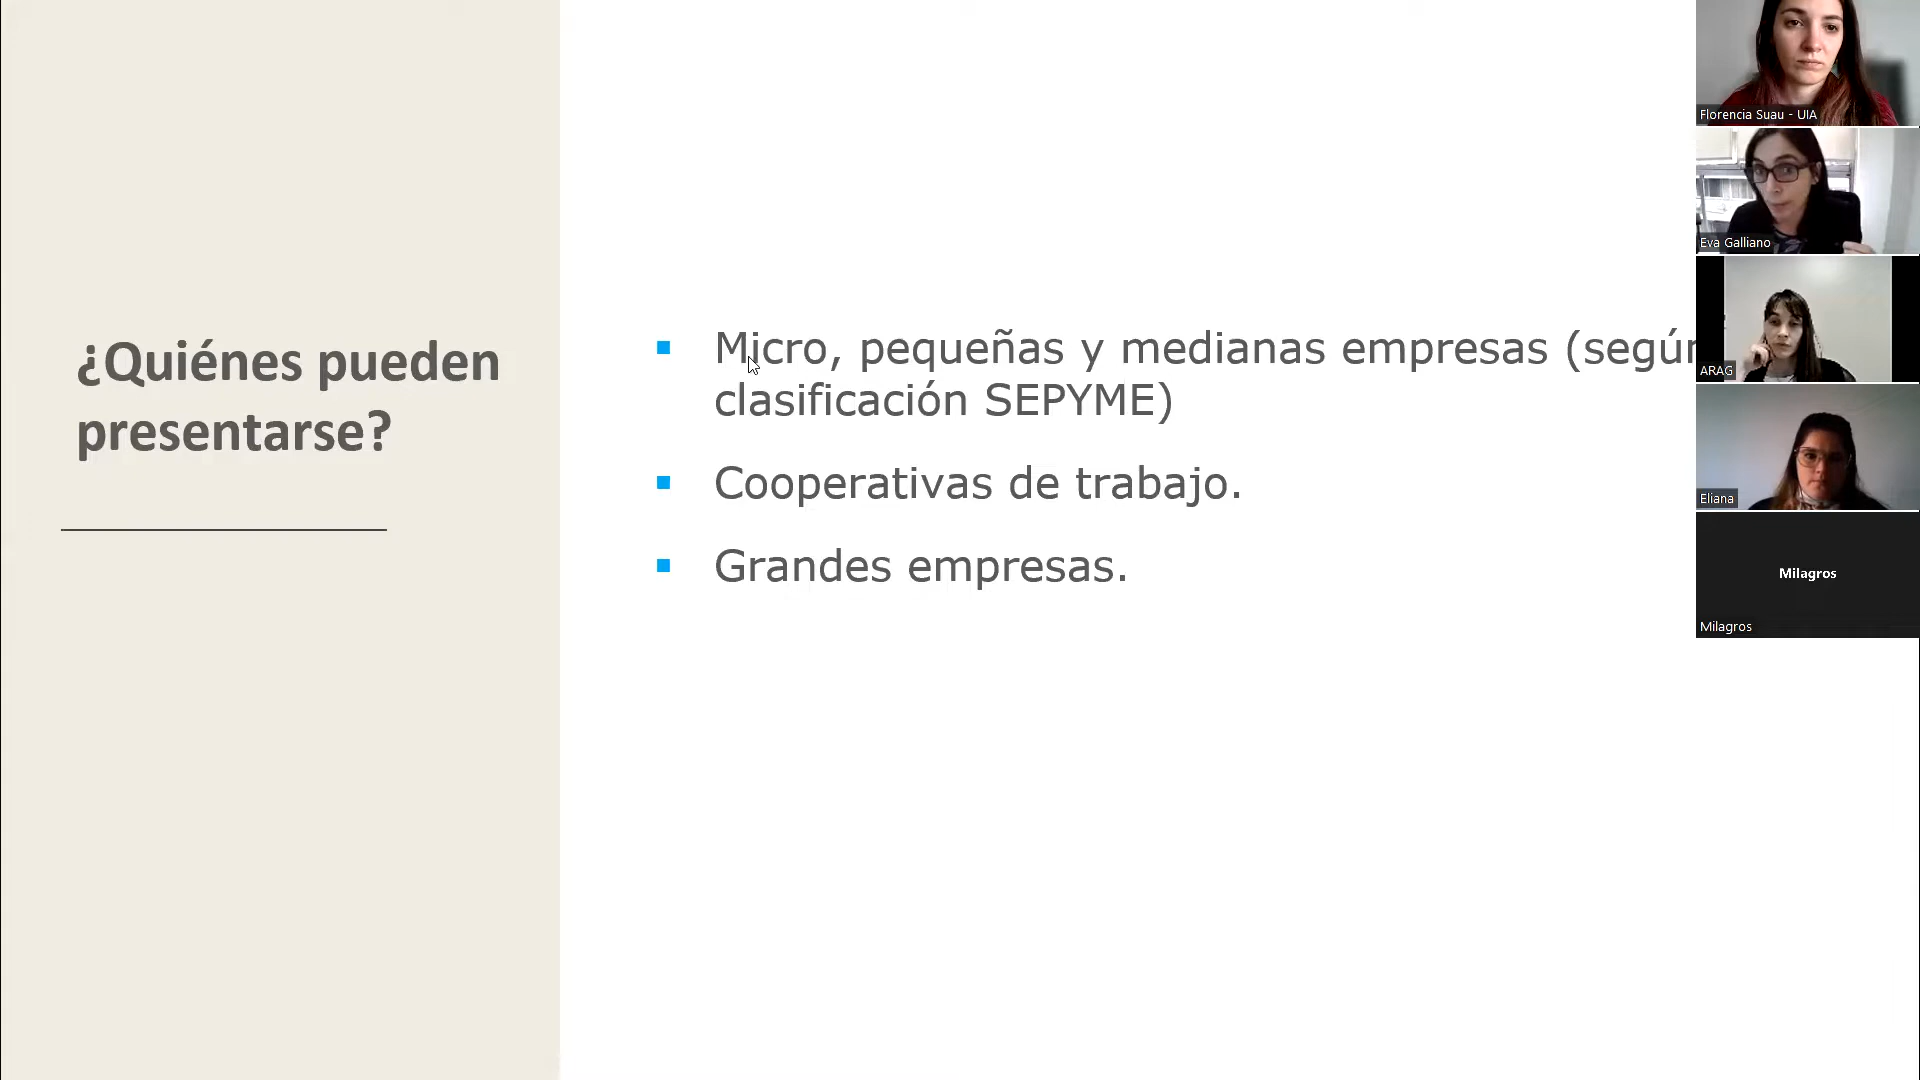 ¿Quiénes pueden
presentarse?
Micro, pequeñas y medianas empresas (según
clasificación SEPYME)
Cooperativas de trabajo.
Grandes empresas.
Florencia Suau - UIA
Eva Galliano
ARAG
Eliana
Milagros
Milagros